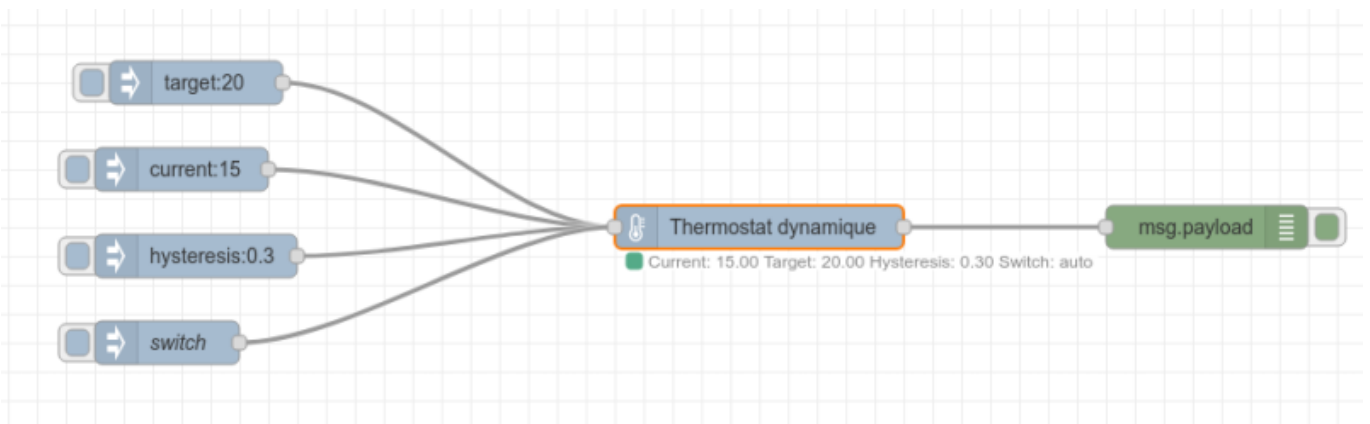 target:20
current:15
hysteresis:0.3
switch
Thermostat dynamique
Current: 15.00 Target: 20.00 Hysteresis: 0.30 Switch: auto
msg.payload